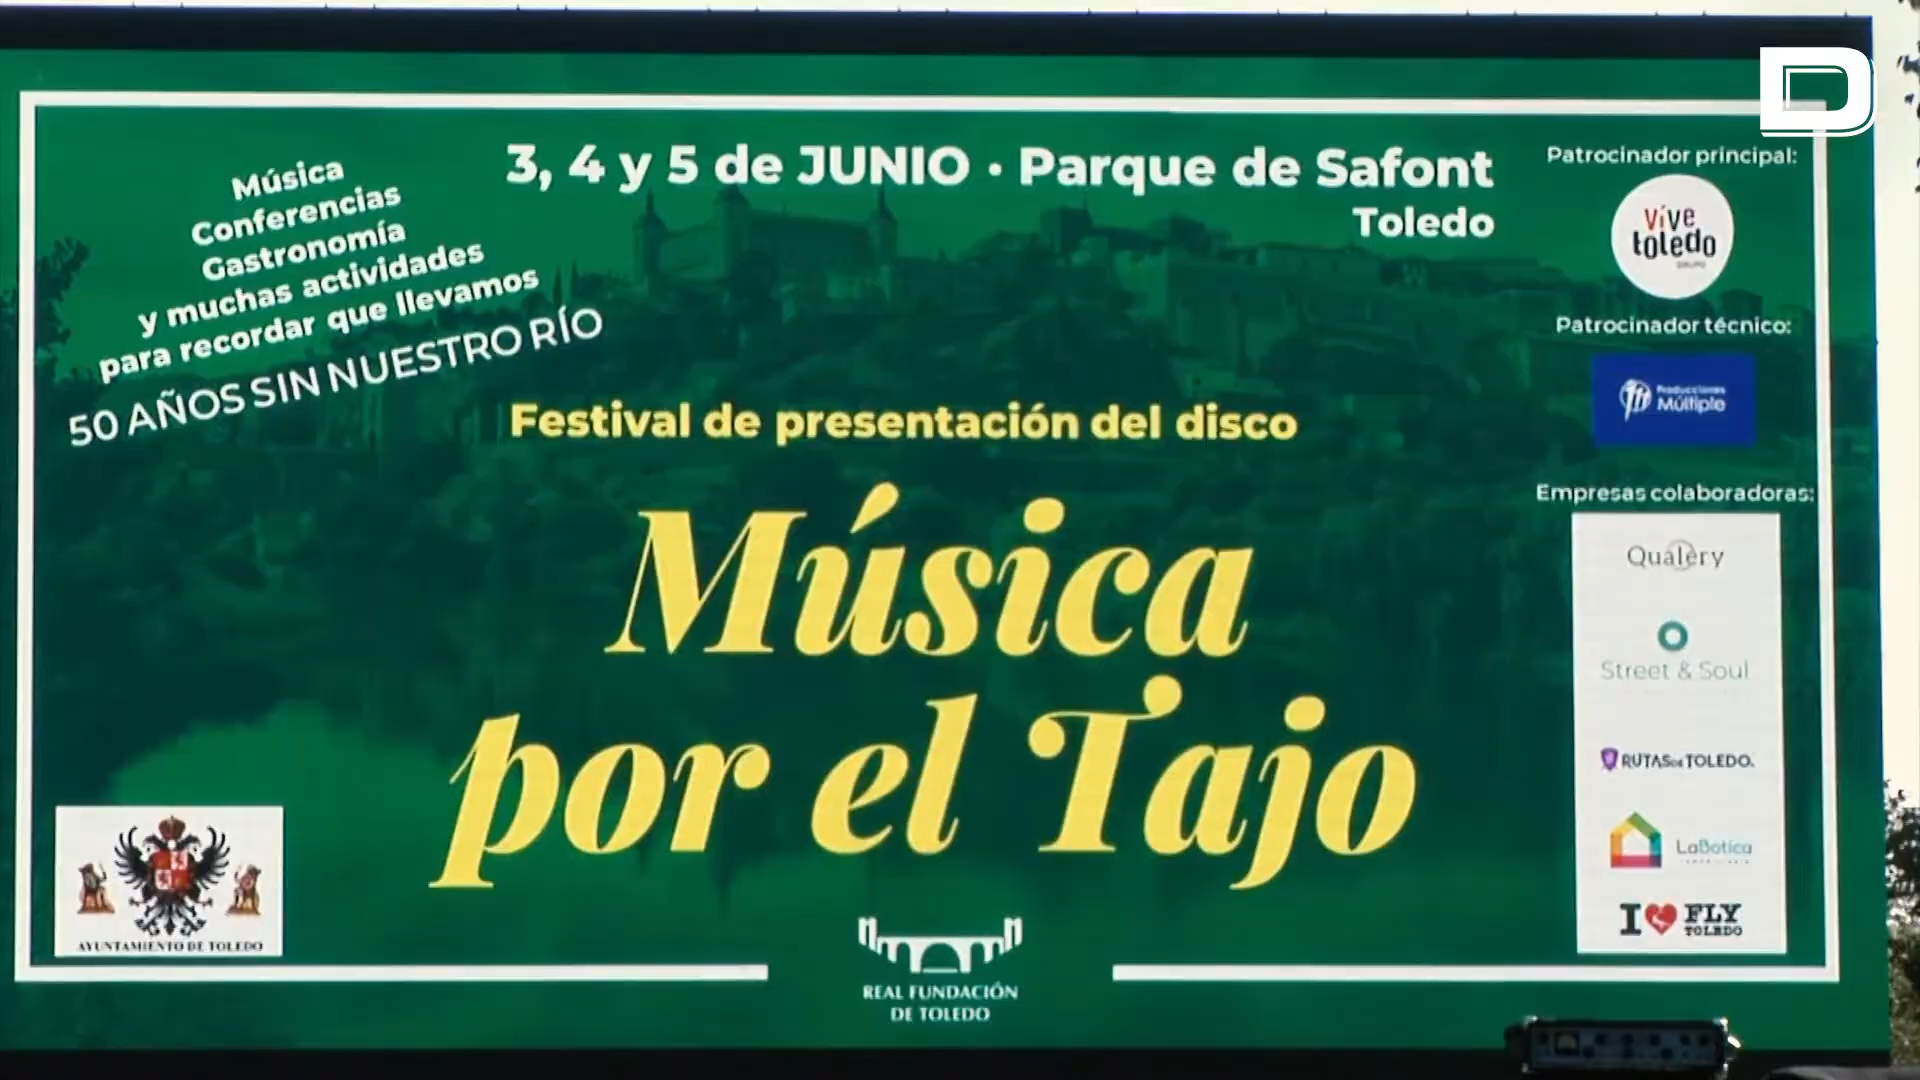 D
Música
Conferencias
Gastronomía
y muchas actividades
para recordar que llevamos
50 AÑOS SIN NUESTRO RÍO
3, 4 y 5 de JUNIO · Parque de Safont
Toledo
Festival de presentación del disco
Música
por el Tajo
Patrocinador principal:
Vive
toledo
GRUPO
Patrocinador técnico:
Producciones
Múltiple
Empresas colaboradoras:
Qualery
Street & Soul
RUTAS DE TOLEDO.
LaBotica
I FLY
TOLEDO
AYUNTAMIENTO DE TOLEDO
REAL FUNDACIÓN
DE TOLEDO